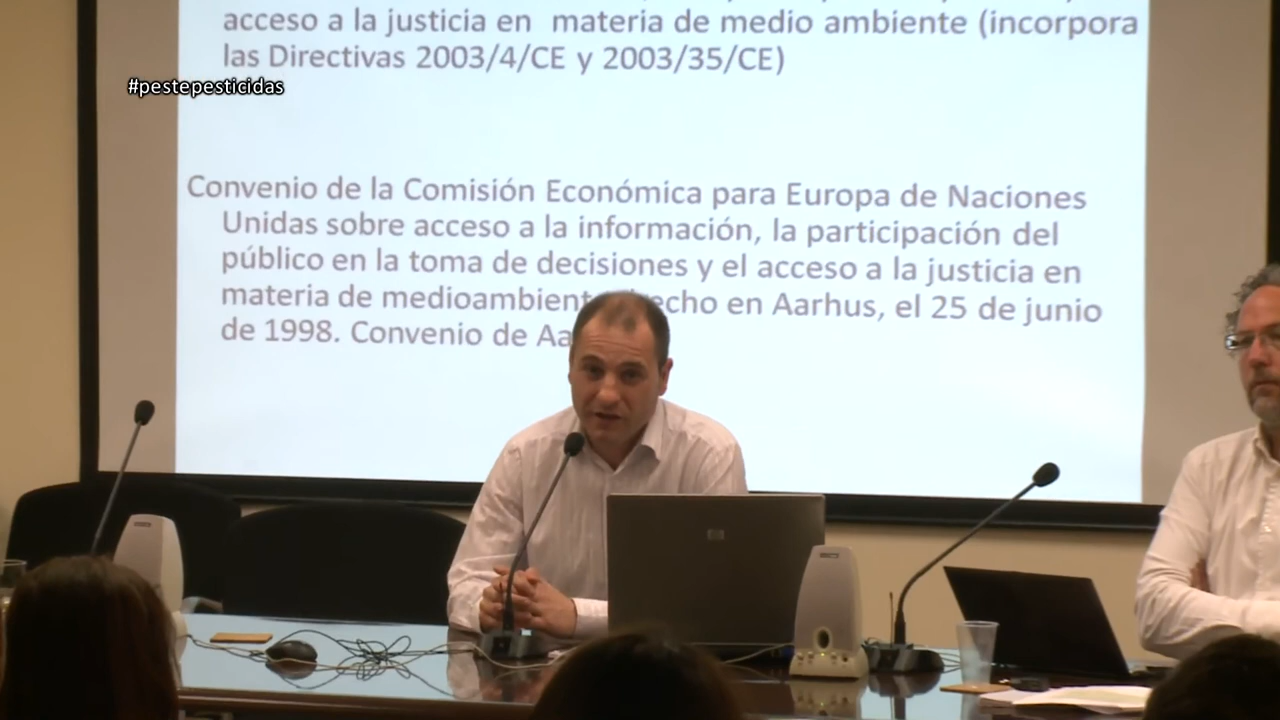 acceso a la justicia en materia de medio ambiente (incorpora
las Directivas 2003/4/CE y 2003/35/CE)
#pestepesticidas
Convenio de la Comisión Económica para Europa de Naciones
Unidas sobre acceso a la información, la participación del
público en la toma de decisiones y el acceso a la justicia en
materia de medioambiente, hecho en Aarhus, el 25 de junio
de 1998. Convenio de